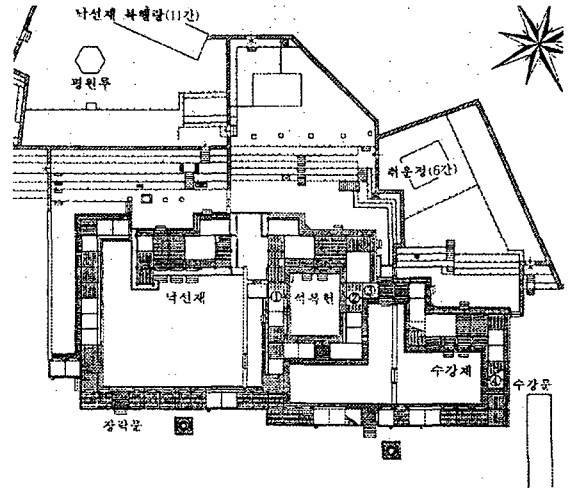 낙선재 북행랑(11간)
평원루
취운정(6간)
낙선재
①
석복헌
②
③
수강재
④
수강문
장락문